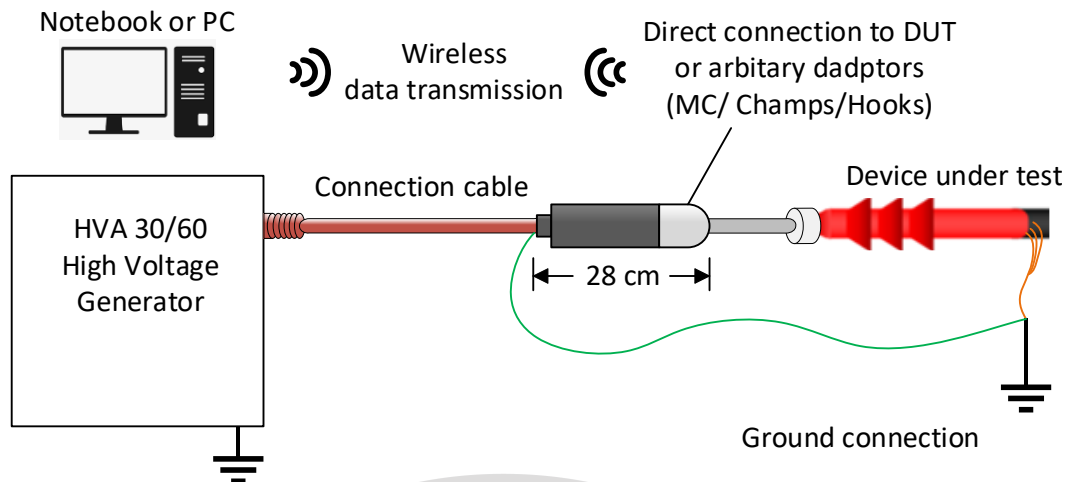 Notebook or PC
Wireless
data transmission
Direct connection to DUT
or arbitary dadptors
(MC/ Champs/Hooks)
Connection cable
Device under test
HVA 30/60
High Voltage
Generator
28 cm
Ground connection